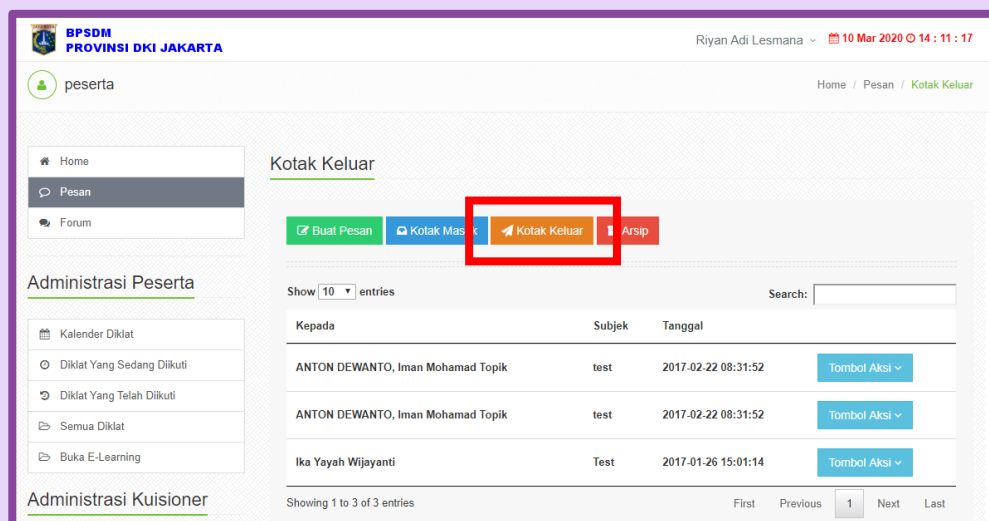 BPSDM
PROVINSI DKI JAKARTA
Riyan Adi Lesmana
10 Mar 2020 14 : 11 : 17
peserta
Home / Pesan / Kotak Keluar
Home
Pesan
Forum
Kotak Keluar
Buat Pesan
Kotak Keluar
Arsip
Administrasi Peserta
Kalender Diklat
Diklat Yang Sedang Diikuti
Diklat Yang Telah Diikuti
Semua Diklat
Buka E-Learning
Administrasi Kuisioner
Show 10 entries
Search:
Kepada Subjek Tanggal
ANTON DEWANTO, Iman Mohamad Topik test 2017-02-22 08:31:52 Tombol Aksi
ANTON DEWANTO, Iman Mohamad Topik test 2017-02-22 08:31:52 Tombol Aksi
Ika Yayah Wijayanti Test 2017-01-26 15:01:14 Tombol Aksi
Showing 1 to 3 of 3 entries
First Previous 1 Next Last